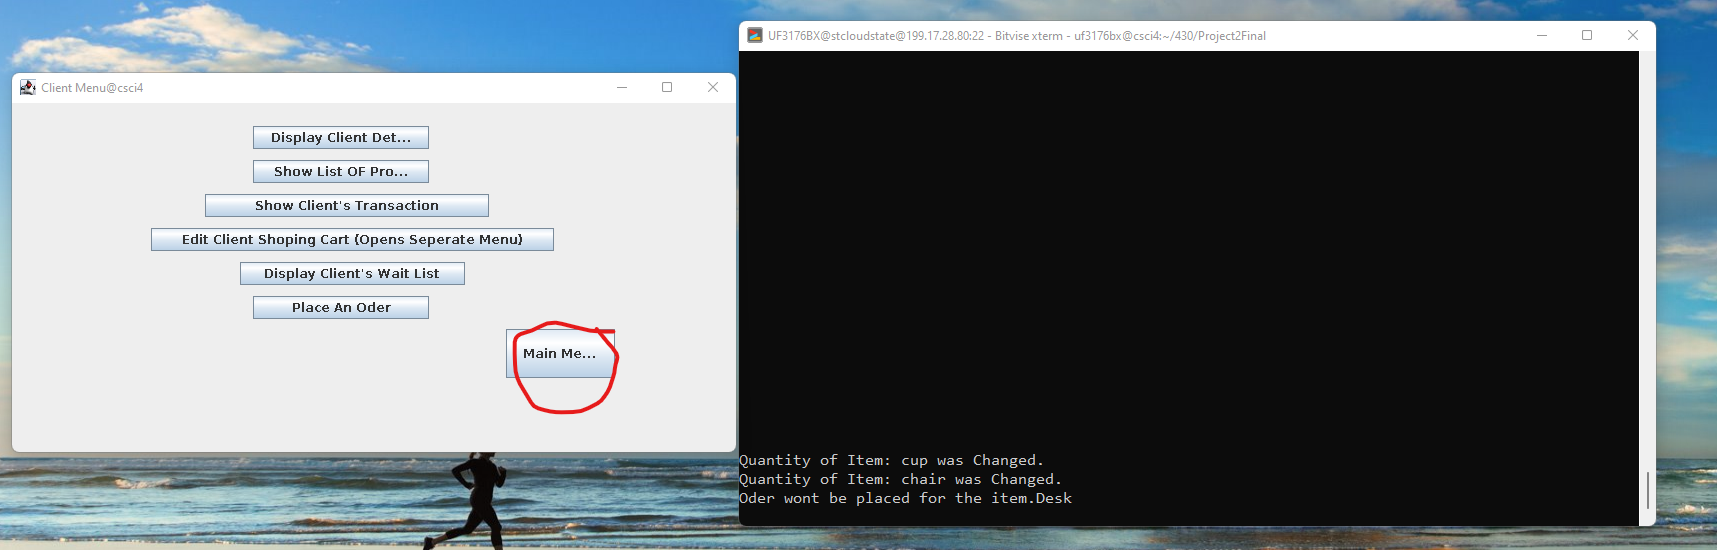 Client Menu@csci4
Display Client Det...
Show List OF Pro...
Show Client's Transaction
Edit Client Shoping Cart (Opens Seperate Menu)
Display Client's Wait List
Place An Oder
Main Me...
UF3176BX@stcloudstate@199.17.28.80:22 - Bitvise xterm - uf3176bx@csci4:~/430/Project2Final
Quantity of Item: cup was Changed.
Quantity of Item: chair was Changed.
Oder wont be placed for the item.Desk